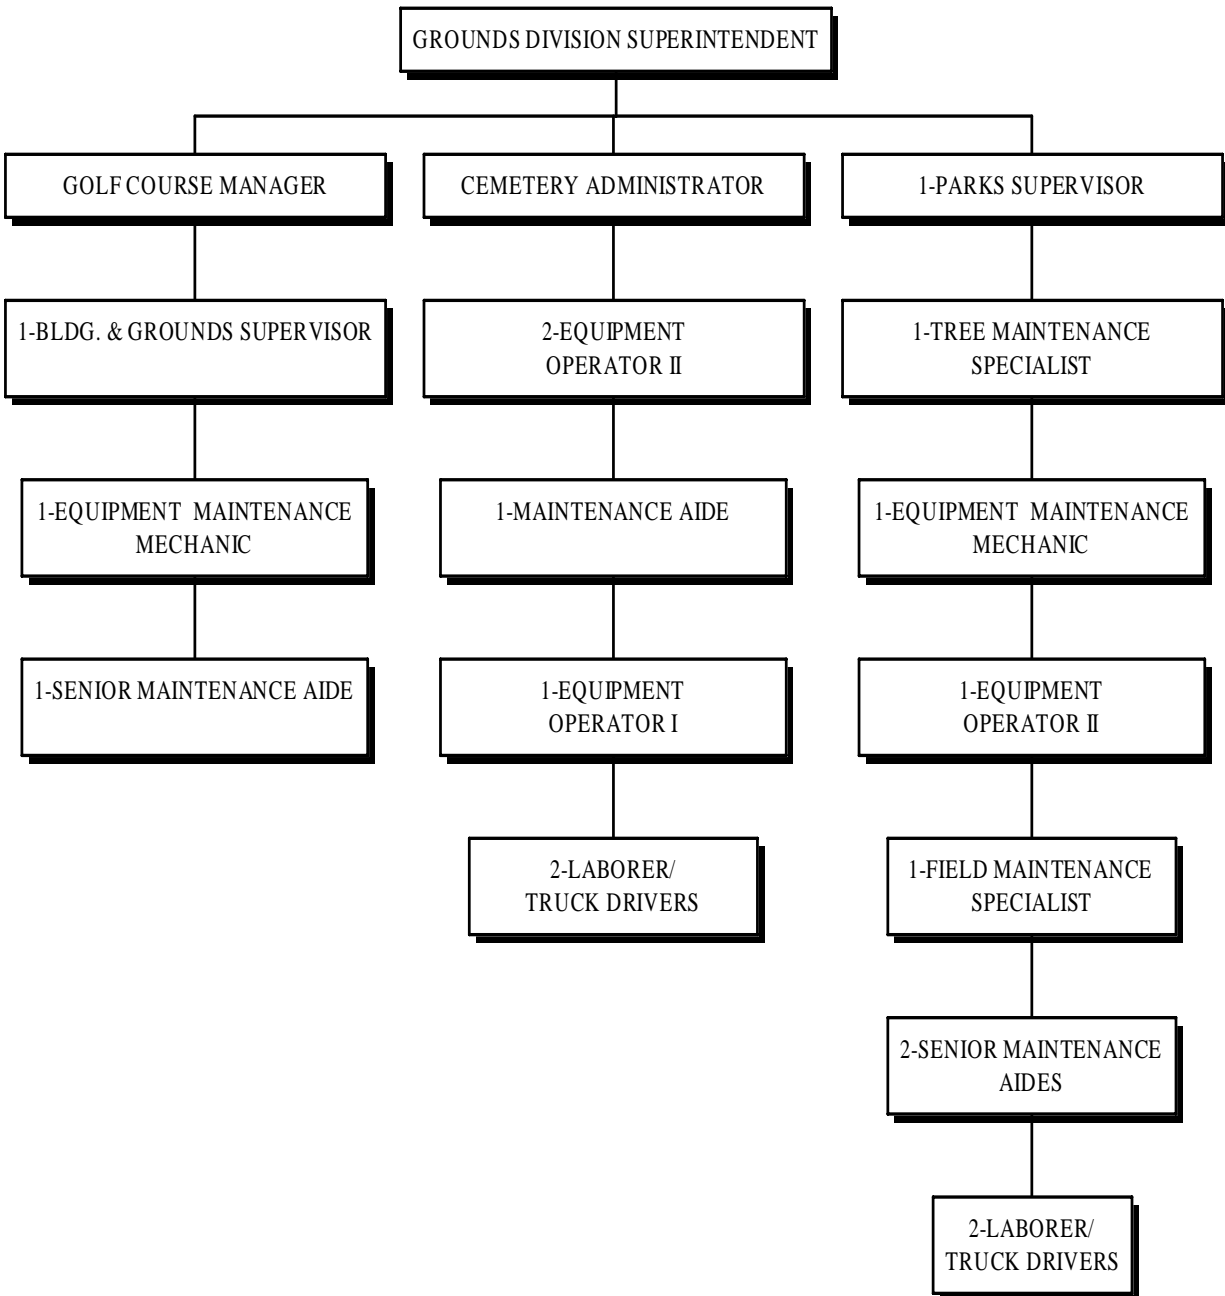 GROUNDS DIVISION SUPERINTENDENT
GOLF COURSE MANAGER
CEMETERY ADMINISTRATOR
1-PARKS SUPERVISOR
1-BLDG. & GROUNDS SUPERVISOR
2-EQUIPMENT
OPERATOR II
1-TREE MAINTENANCE
SPECIALIST
1-EQUIPMENT MAINTENANCE
MECHANIC
1-MAINTENANCE AIDE
1-EQUIPMENT MAINTENANCE
MECHANIC
1-SENIOR MAINTENANCE AIDE
1-EQUIPMENT
OPERATOR I
1-EQUIPMENT
OPERATOR II
2-LABORER/
TRUCK DRIVERS
1-FIELD MAINTENANCE
SPECIALIST
2-SENIOR MAINTENANCE
AIDES
2-LABORER/
TRUCK DRIVERS